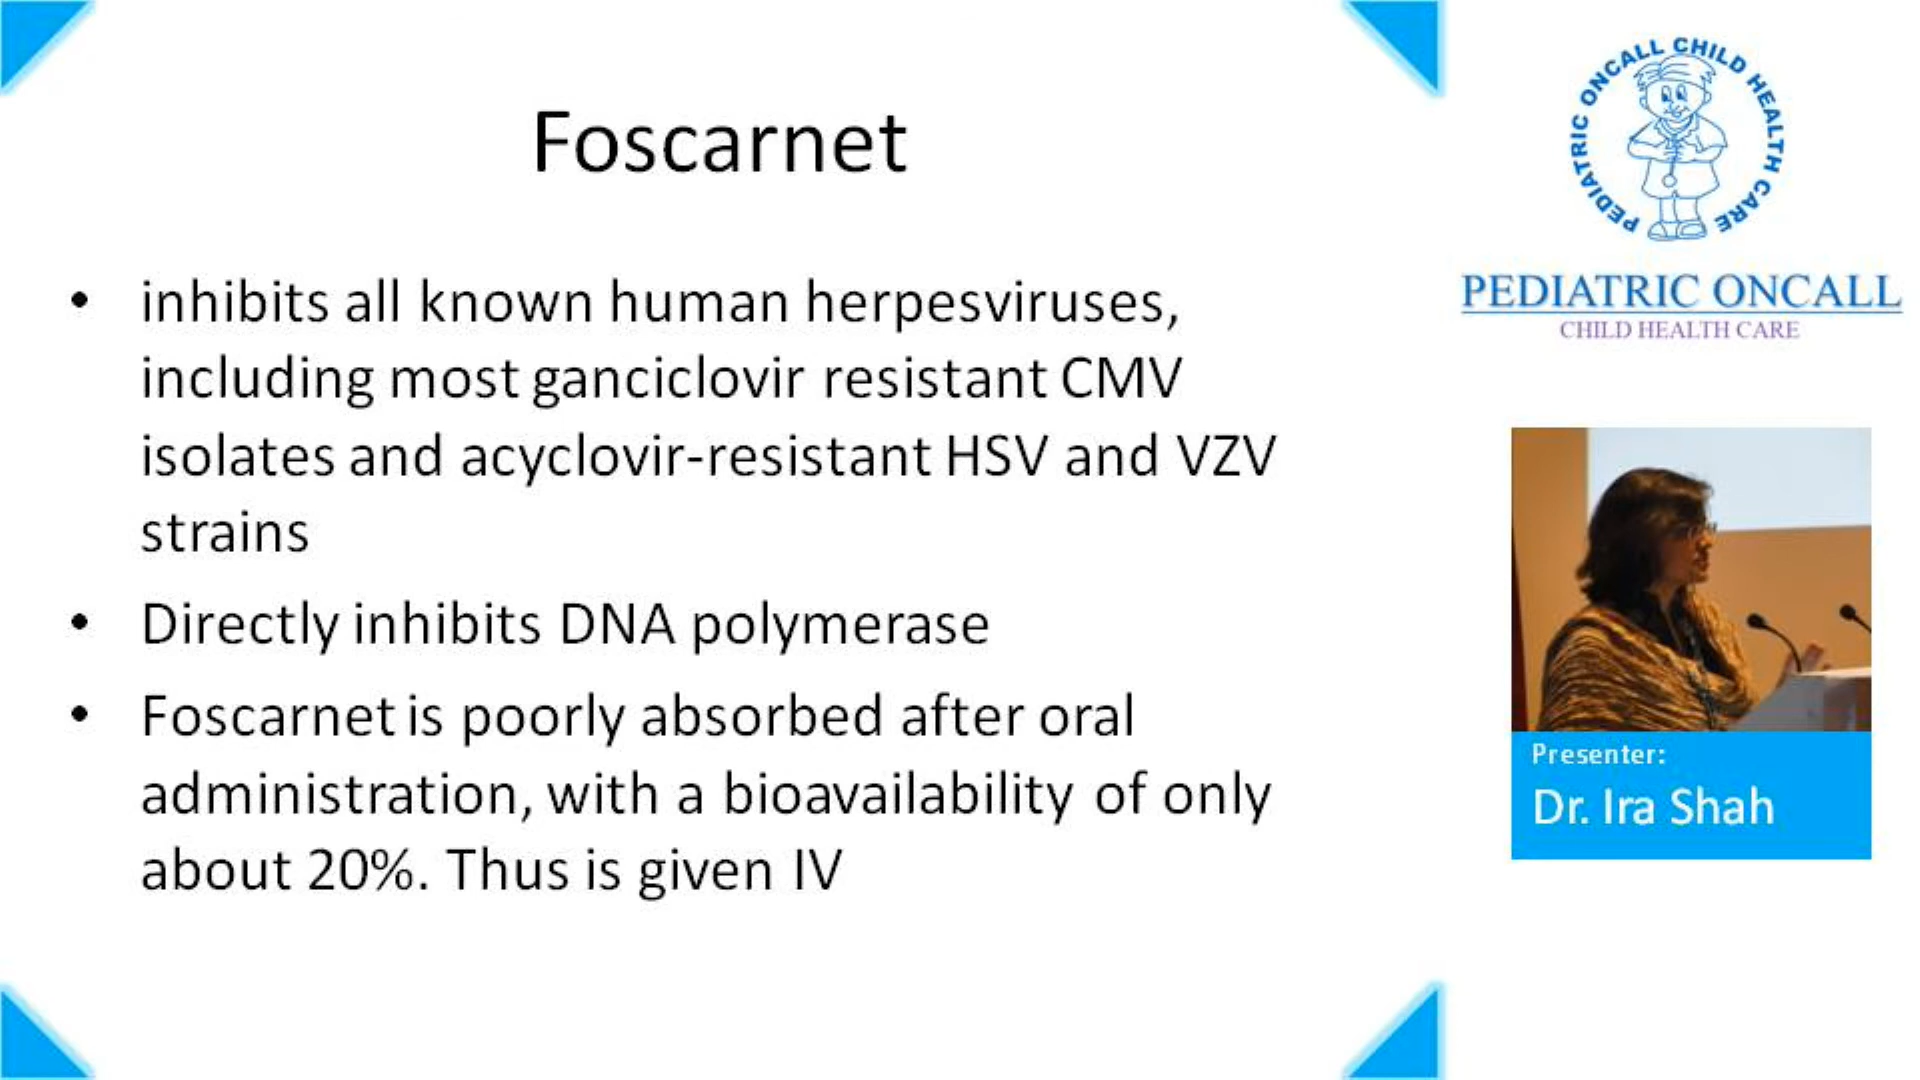 Foscarnet
• inhibits all known human herpesviruses,
including most ganciclovir resistant CMV
isolates and acyclovir-resistant HSV and VZV
strains
• Directly inhibits DNA polymerase
• Foscarnet is poorly absorbed after oral
administration, with a bioavailability of only
about 20%. Thus is given IV
PEDIATRIC ONCALL CHILD HEALTH CARE
PEDIATRIC ONCALL
CHILD HEALTH CARE
Presenter:
Dr. Ira Shah